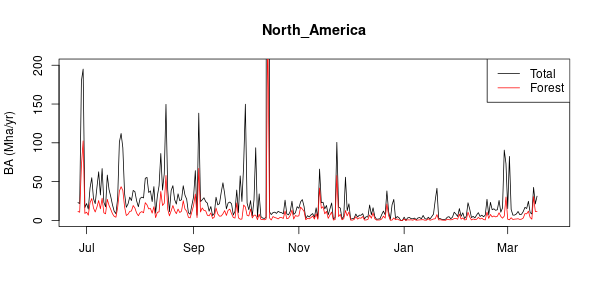 North_America
BA (Mha/yr)
200
150
100
50
0
Total
Forest
Jul Sep Nov Jan Mar